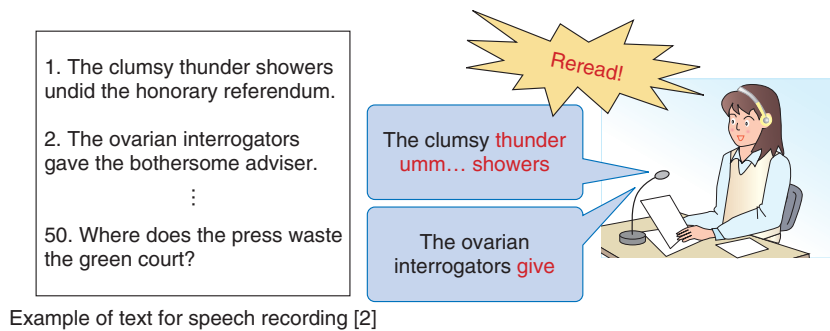 1. The clumsy thunder showers
undid the honorary referendum.
2. The ovarian interrogators
gave the bothersome adviser.
⋮
50. Where does the press waste
the green court?
Example of text for speech recording [2]
Reread!
The clumsy thunder
umm… showers
The ovarian
interrogators give